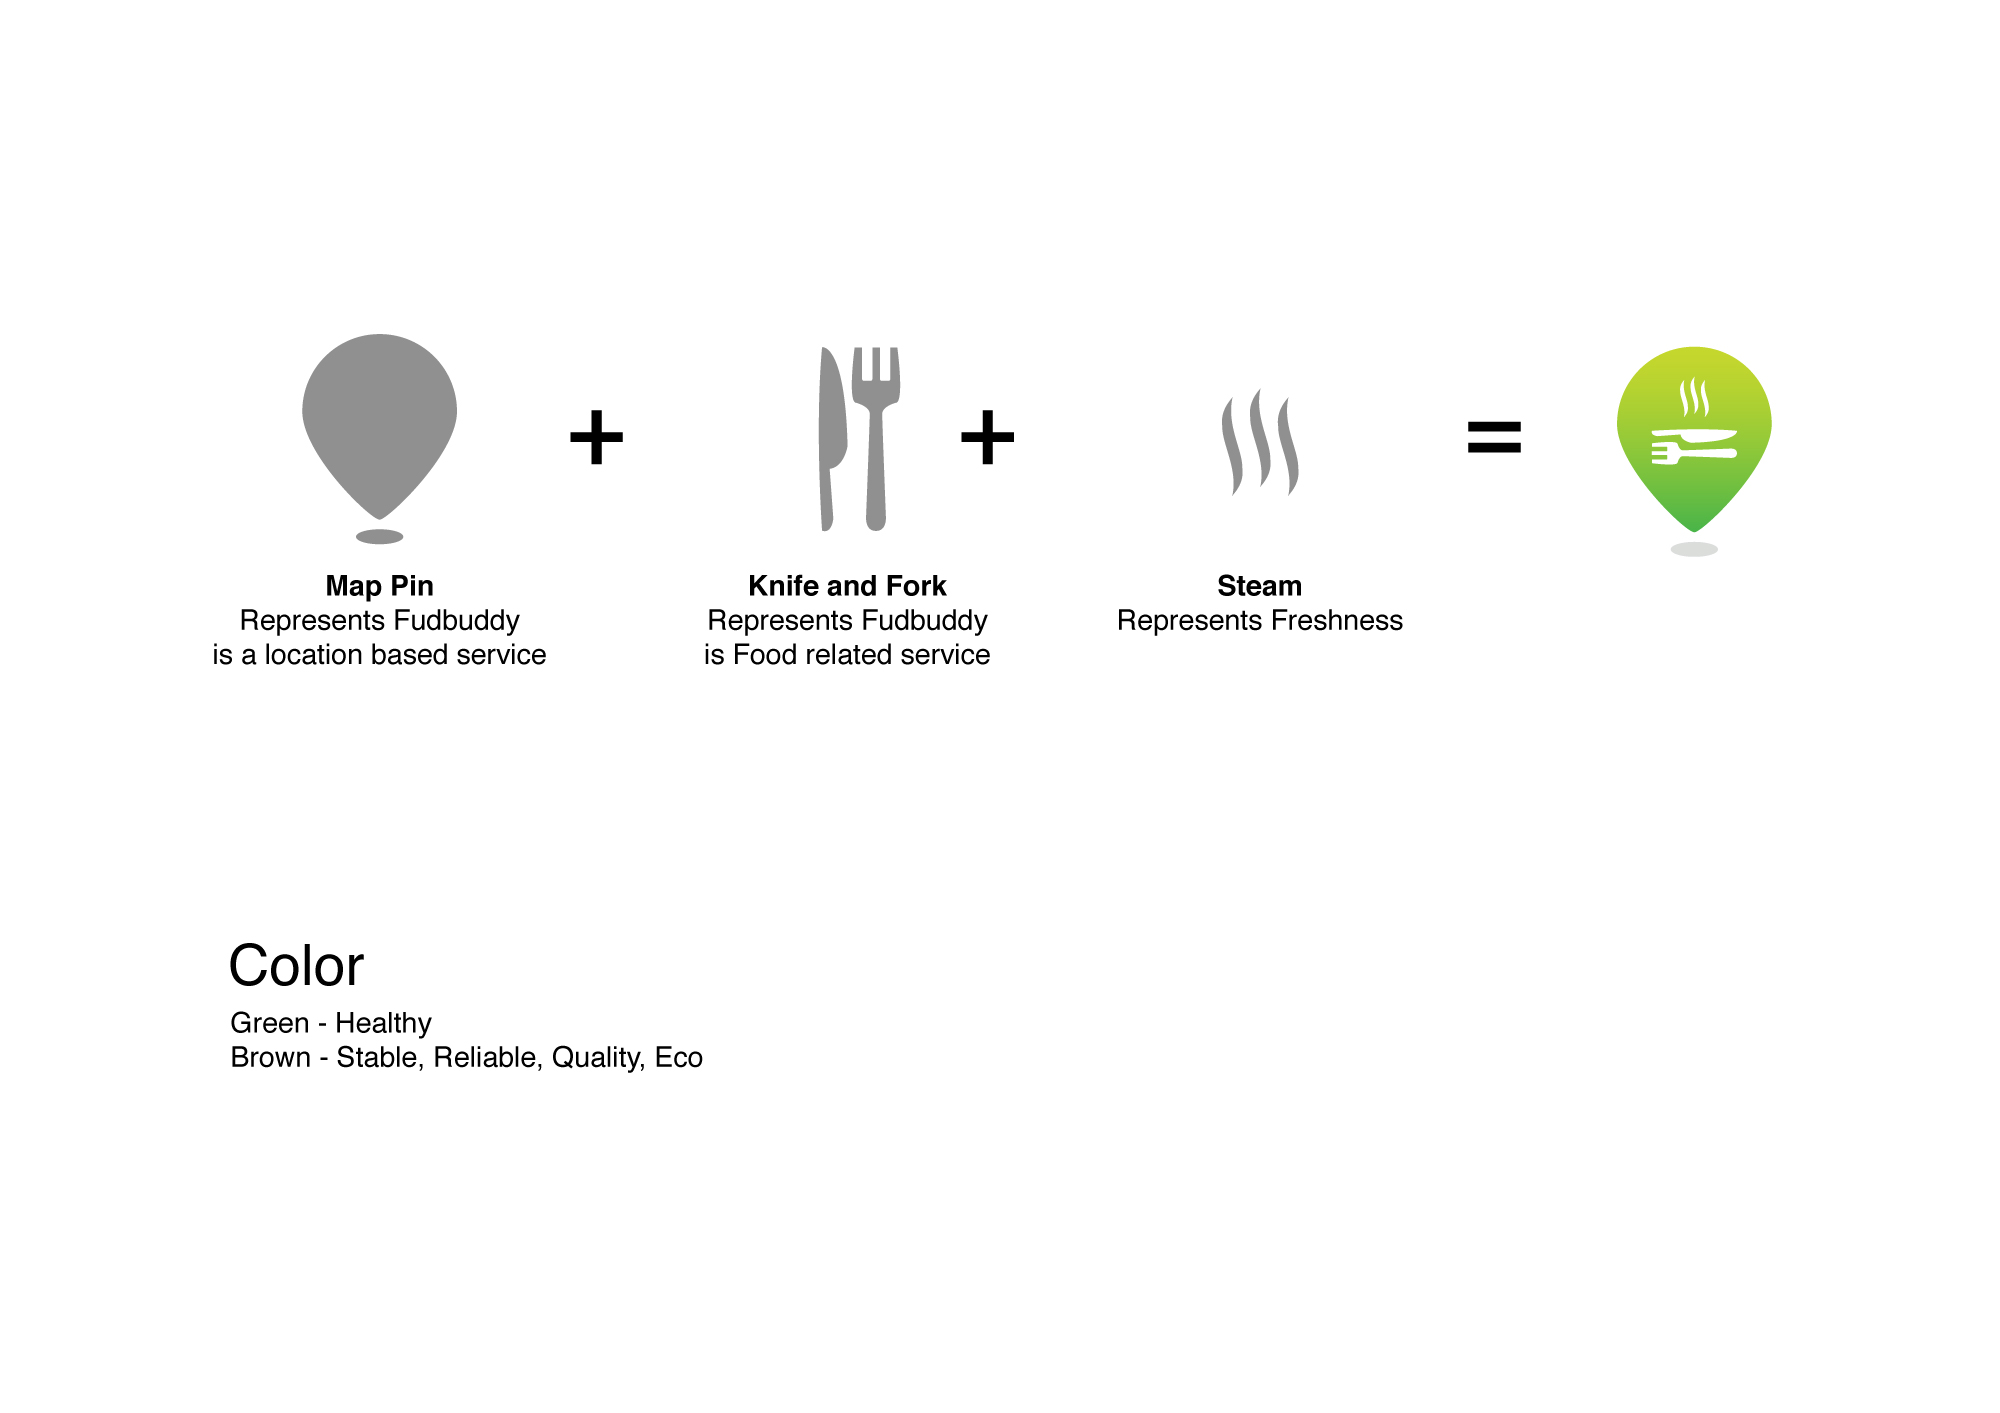 +
+
=
Map Pin
Represents Fudbuddy
is a location based service
Knife and Fork
Represents Fudbuddy
is Food related service
Steam
Represents Freshness
Color
Green - Healthy
Brown - Stable, Reliable, Quality, Eco